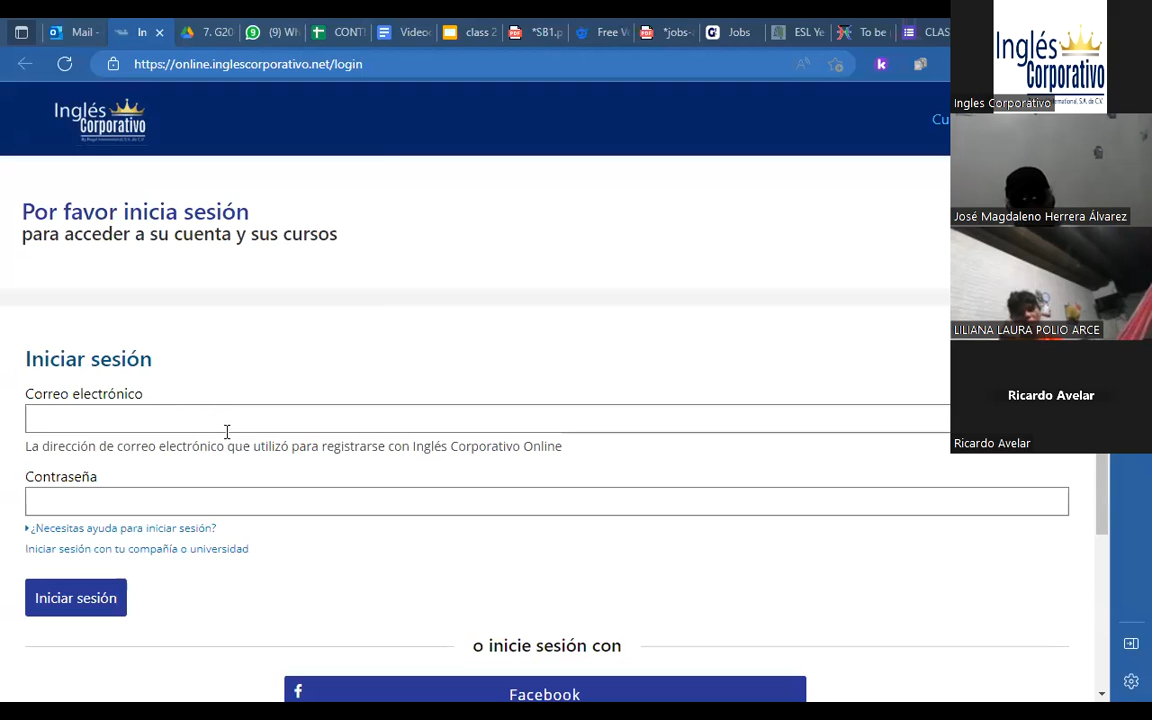 Mail -
In
7. G20
(9) W
CONT
Video
class 2
*SB1.p
Free V
*jobs-
Jobs
ESL Ye
To be
CLAS
https://online.inglescorporativo.net/login
Inglés
Corporativo
Cu
Inglés
Corporativo
Ingles Corporativo
José Magdaleno Herrera Álvarez
LILIANA LAURA POLIO ARCE
Ricardo Avelar
Ricardo Avelar
Por favor inicia sesión
para acceder a su cuenta y sus cursos
Iniciar sesión
Correo electrónico
La dirección de correo electrónico que utilizó para registrarse con Inglés Corporativo Online
Contraseña
¿Necesitas ayuda para iniciar sesión?
Iniciar sesión con tu compañía o universidad
Iniciar sesión
o inicie sesión con
Facebook